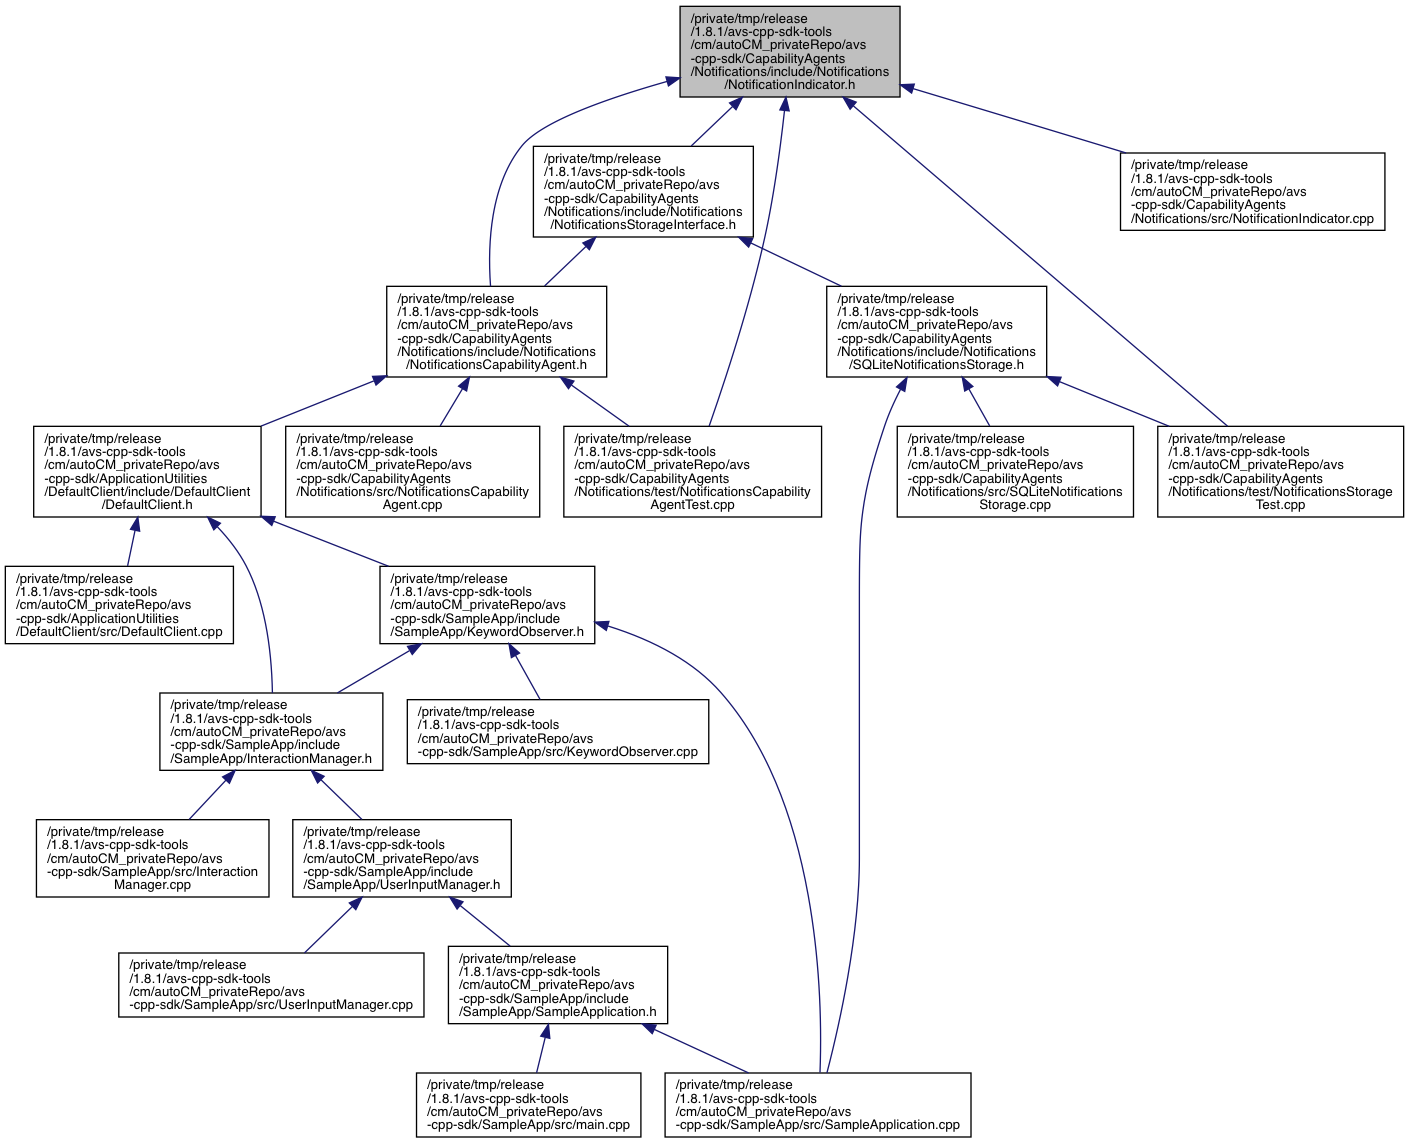 /private/tmp/release
/1.8.1/avs-cpp-sdk-tools
/cm/autoCM_privateRepo/avs
-cpp-sdk/CapabilityAgents
/Notifications/include/Notifications
/NotificationIndicator.h
/private/tmp/release
/1.8.1/avs-cpp-sdk-tools
/cm/autoCM_privateRepo/avs
-cpp-sdk/CapabilityAgents
/Notifications/include/Notifications
/NotificationsStorageInterface.h
/private/tmp/release
/1.8.1/avs-cpp-sdk-tools
/cm/autoCM_privateRepo/avs
-cpp-sdk/CapabilityAgents
/Notifications/src/NotificationIndicator.cpp
/private/tmp/release
/1.8.1/avs-cpp-sdk-tools
/cm/autoCM_privateRepo/avs
-cpp-sdk/CapabilityAgents
/Notifications/include/Notifications
/NotificationsCapabilityAgent.h
/private/tmp/release
/1.8.1/avs-cpp-sdk-tools
/cm/autoCM_privateRepo/avs
-cpp-sdk/CapabilityAgents
/Notifications/include/Notifications
/SQLiteNotificationsStorage.h
/private/tmp/release
/1.8.1/avs-cpp-sdk-tools
/cm/autoCM_privateRepo/avs
-cpp-sdk/ApplicationUtilities
/DefaultClient/include/DefaultClient
/DefaultClient.h
/private/tmp/release
/1.8.1/avs-cpp-sdk-tools
/cm/autoCM_privateRepo/avs
-cpp-sdk/CapabilityAgents
/Notifications/src/NotificationsCapability
Agent.cpp
/private/tmp/release
/1.8.1/avs-cpp-sdk-tools
/cm/autoCM_privateRepo/avs
-cpp-sdk/CapabilityAgents
/Notifications/test/NotificationsCapability
AgentTest.cpp
/private/tmp/release
/1.8.1/avs-cpp-sdk-tools
/cm/autoCM_privateRepo/avs
-cpp-sdk/CapabilityAgents
/Notifications/src/SQLiteNotifications
Storage.cpp
/private/tmp/release
/1.8.1/avs-cpp-sdk-tools
/cm/autoCM_privateRepo/avs
-cpp-sdk/CapabilityAgents
/Notifications/test/NotificationsStorage
Test.cpp
/private/tmp/release
/1.8.1/avs-cpp-sdk-tools
/cm/autoCM_privateRepo/avs
-cpp-sdk/ApplicationUtilities
/DefaultClient/src/DefaultClient.cpp
/private/tmp/release
/1.8.1/avs-cpp-sdk-tools
/cm/autoCM_privateRepo/avs
-cpp-sdk/SampleApp/include
/SampleApp/KeywordObserver.h
/private/tmp/release
/1.8.1/avs-cpp-sdk-tools
/cm/autoCM_privateRepo/avs
-cpp-sdk/SampleApp/include
/SampleApp/InteractionManager.h
/private/tmp/release
/1.8.1/avs-cpp-sdk-tools
/cm/autoCM_privateRepo/avs
-cpp-sdk/SampleApp/src/KeywordObserver.cpp
/private/tmp/release
/1.8.1/avs-cpp-sdk-tools
/cm/autoCM_privateRepo/avs
-cpp-sdk/SampleApp/src/Interaction
Manager.cpp
/private/tmp/release
/1.8.1/avs-cpp-sdk-tools
/cm/autoCM_privateRepo/avs
-cpp-sdk/SampleApp/include
/SampleApp/UserInputManager.h
/private/tmp/release
/1.8.1/avs-cpp-sdk-tools
/cm/autoCM_privateRepo/avs
-cpp-sdk/SampleApp/src/UserInputManager.cpp
/private/tmp/release
/1.8.1/avs-cpp-sdk-tools
/cm/autoCM_privateRepo/avs
-cpp-sdk/SampleApp/include
/SampleApp/SampleApplication.h
/private/tmp/release
/1.8.1/avs-cpp-sdk-tools
/cm/autoCM_privateRepo/avs
-cpp-sdk/SampleApp/src/main.cpp
/private/tmp/release
/1.8.1/avs-cpp-sdk-tools
/cm/autoCM_privateRepo/avs
-cpp-sdk/SampleApp/src/SampleApplication.cpp